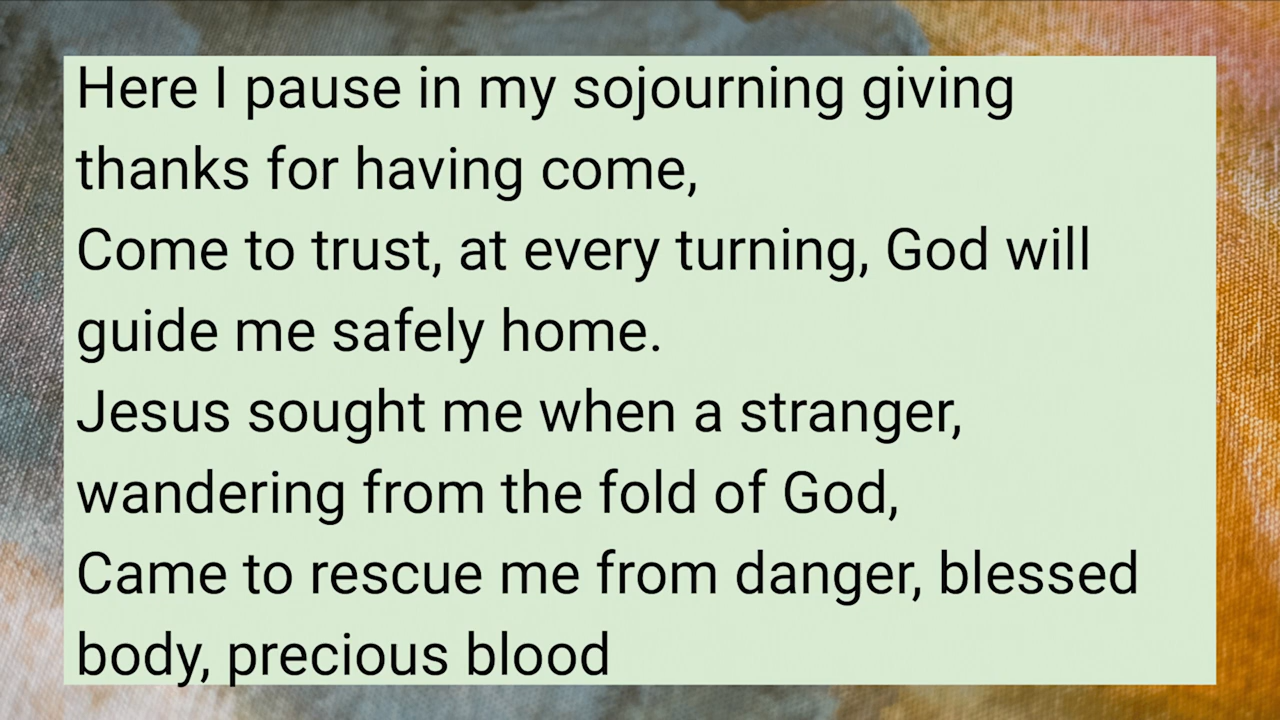 Here I pause in my sojourning giving
thanks for having come,
Come to trust, at every turning, God will
guide me safely home.
Jesus sought me when a stranger,
wandering from the fold of God,
Came to rescue me from danger, blessed
body, precious blood